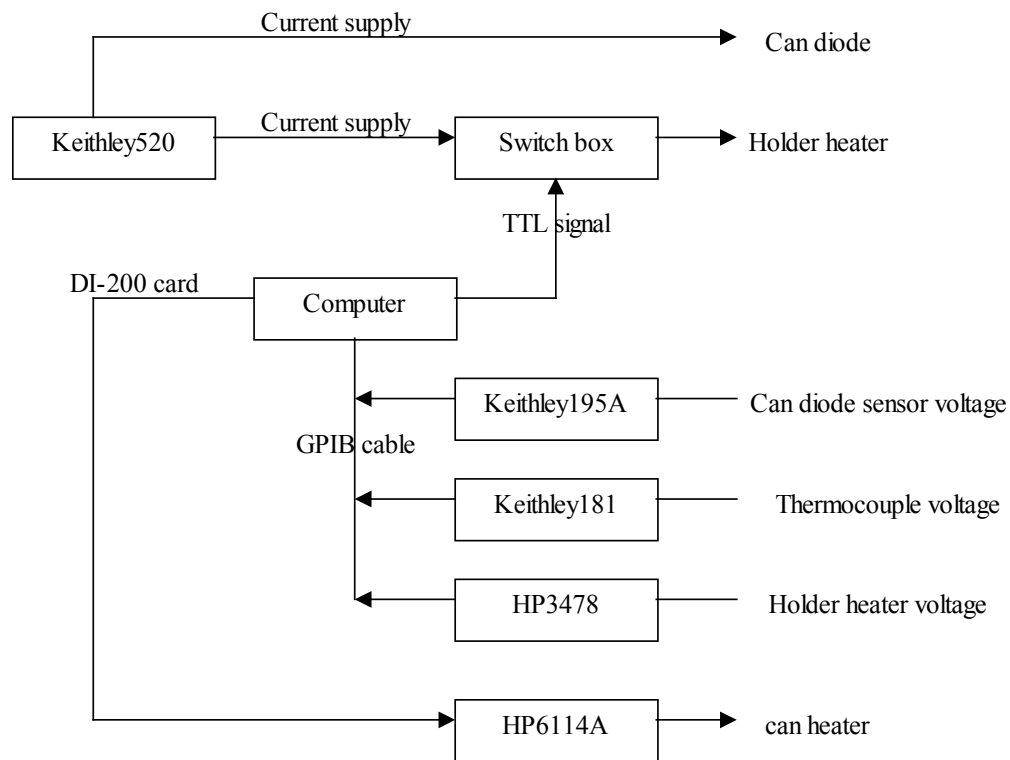 Current supply
Can diode
Keithley520
Current supply
Switch box
Holder heater
TTL signal
DI-200 card
Computer
Keithley195A
Can diode sensor voltage
GPIB cable
Keithley181
Thermocouple voltage
HP3478
Holder heater voltage
HP6114A
can heater